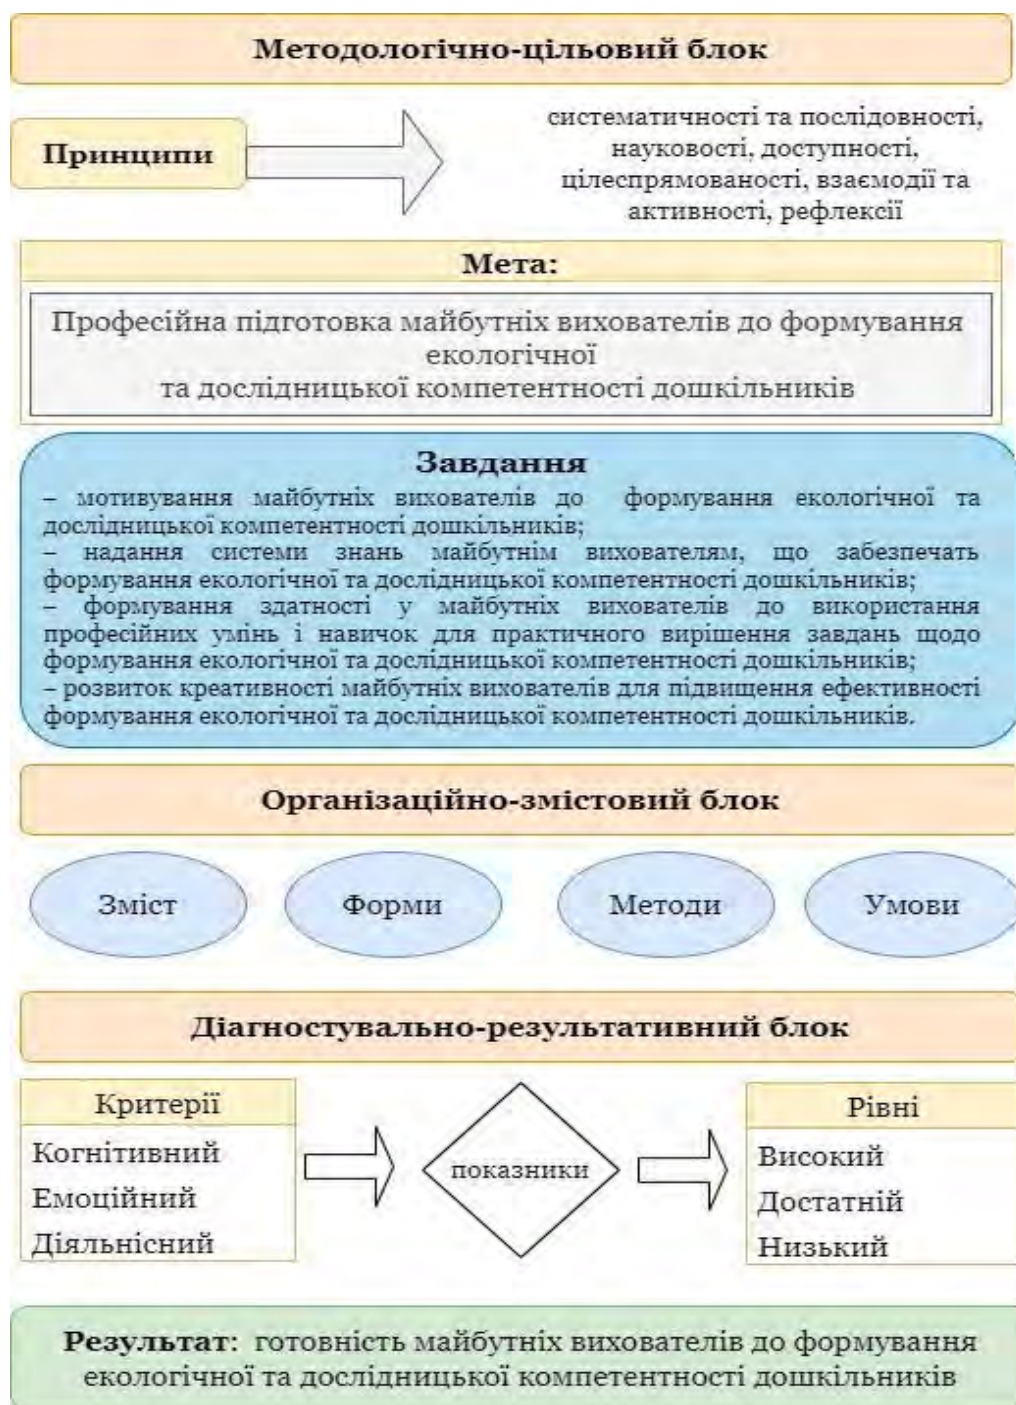 Методологічно-цільовий блок
Принципи
систематичності та послідовності,
науковості, доступності,
цілеспрямованості, взаємодії та
активності, рефлексії
Мета:
Професійна підготовка майбутніх вихователів до формування
екологічної
та дослідницької компетентності дошкільників
Завдання
– мотивування майбутніх вихователів до формування екологічної та
дослідницької компетентності дошкільників;
– надання системи знань майбутнім вихователям, що забезпечать
формування екологічної та дослідницької компетентності дошкільників;
– формування здатності у майбутніх вихователів до використання
професійних умінь і навичок для практичного вирішення завдань щодо
формування екологічної та дослідницької компетентності дошкільників;
– розвиток креативності майбутніх вихователів для підвищення ефективності
формування екологічної та дослідницької компетентності дошкільників.
Організаційно-змістовий блок
Зміст
Форми
Методи
Умови
Діагностувально-результативний блок
Критерії
Когнітивний
Емоційний
Діяльнісний
показники
Рівні
Високий
Достатній
Низький
Результат: готовність майбутніх вихователів до формування
екологічної та дослідницької компетентності дошкільників